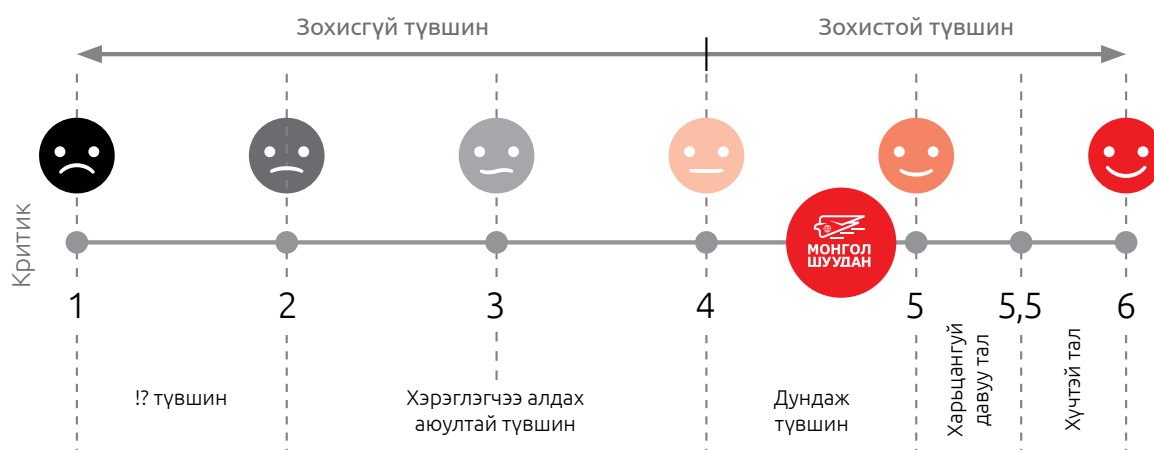 Зохисгүй түвшин
Зохистой түвшин
Критик
МОНГОЛ
ШУУДАН
1
2
3
4
5
5,5
6
!? түвшин
Хэрэглэгчээ алдах
аюултай түвшин
Дундаж
түвшин
Харьцангуй
давуу тал
Хүчтэй тал